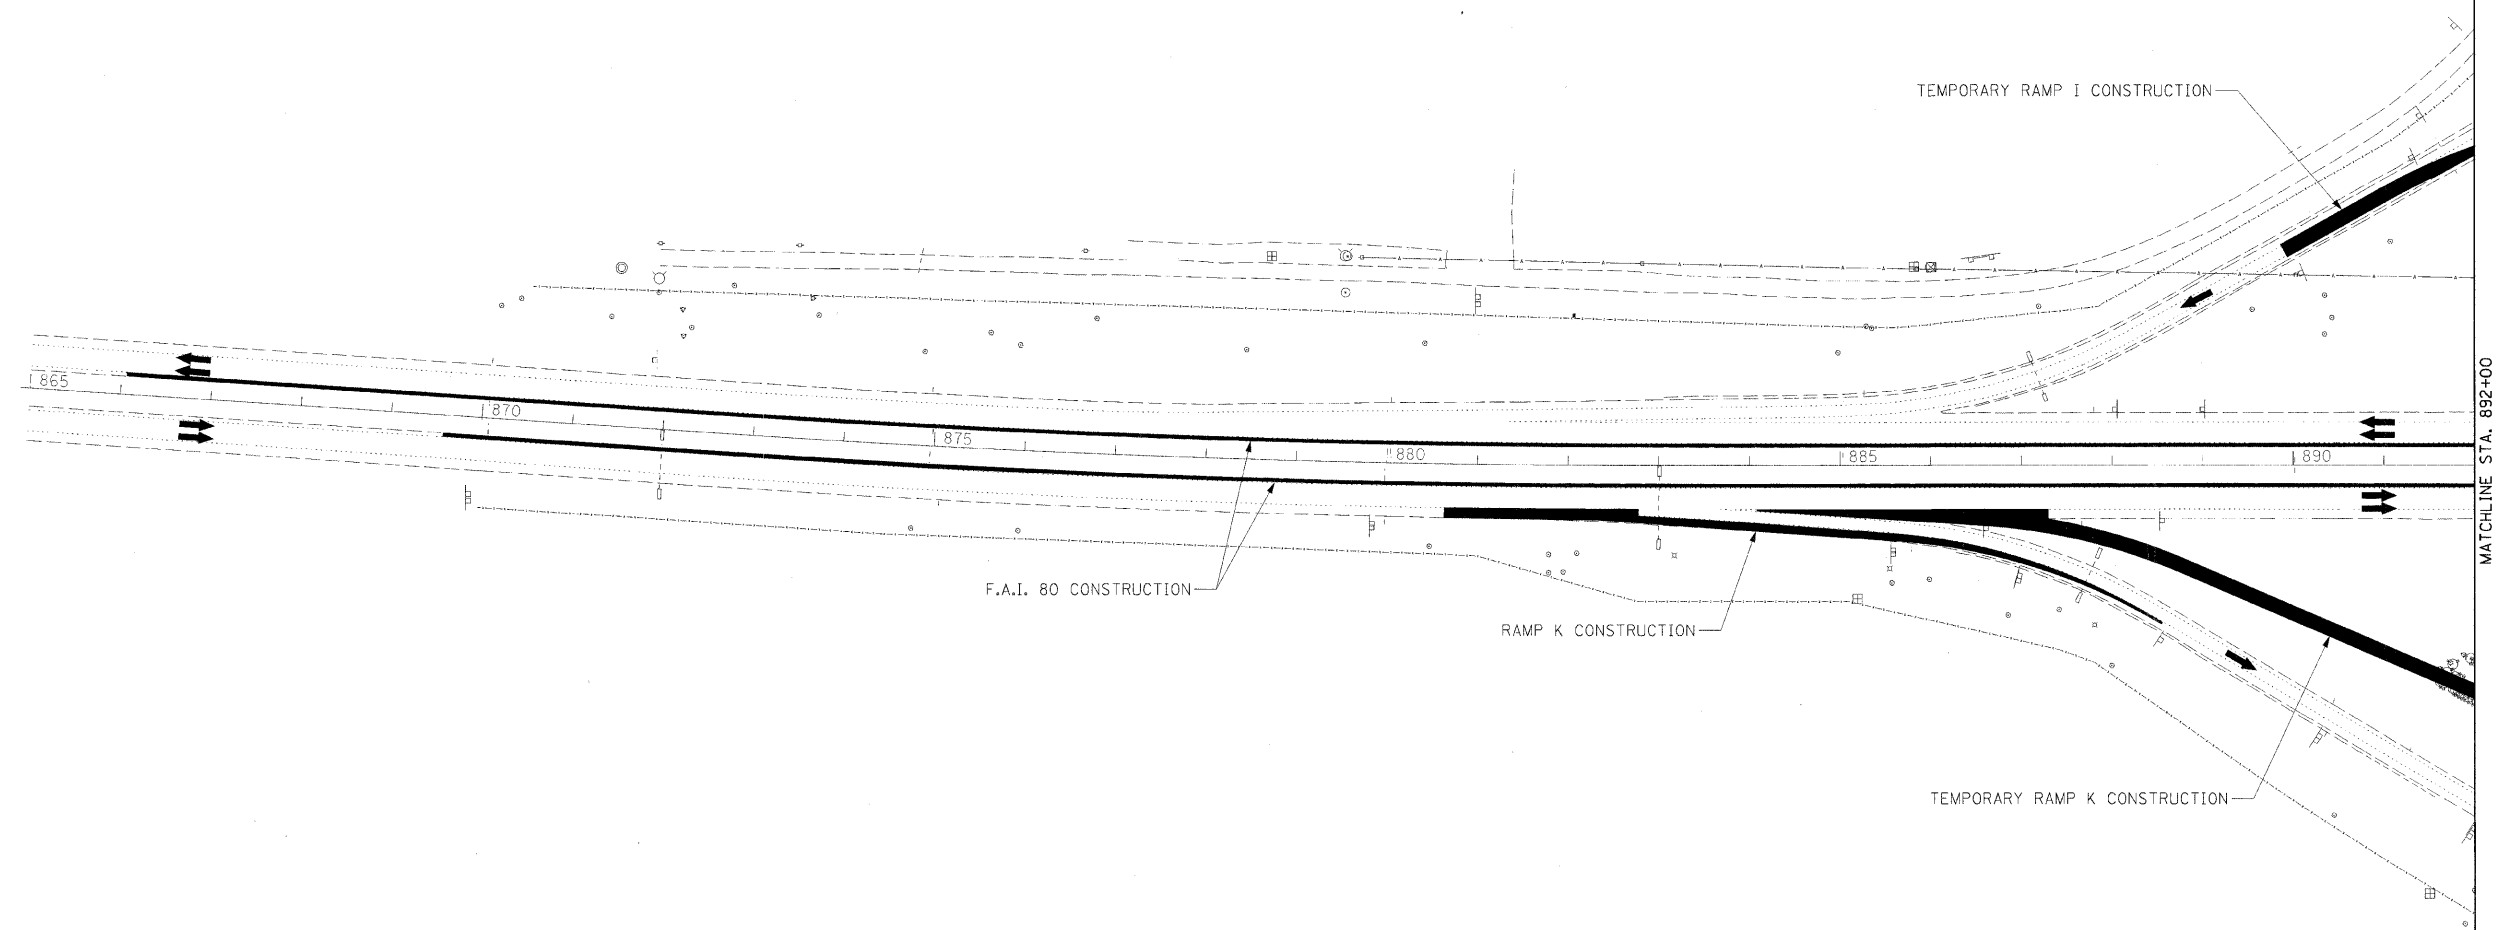 TEMPORARY RAMP I CONSTRUCTION
865
870
875
880
885
890
MATCHLINE STA. 892+00
F.A.I. 80 CONSTRUCTION
RAMP K CONSTRUCTION
TEMPORARY RAMP K CONSTRUCTION